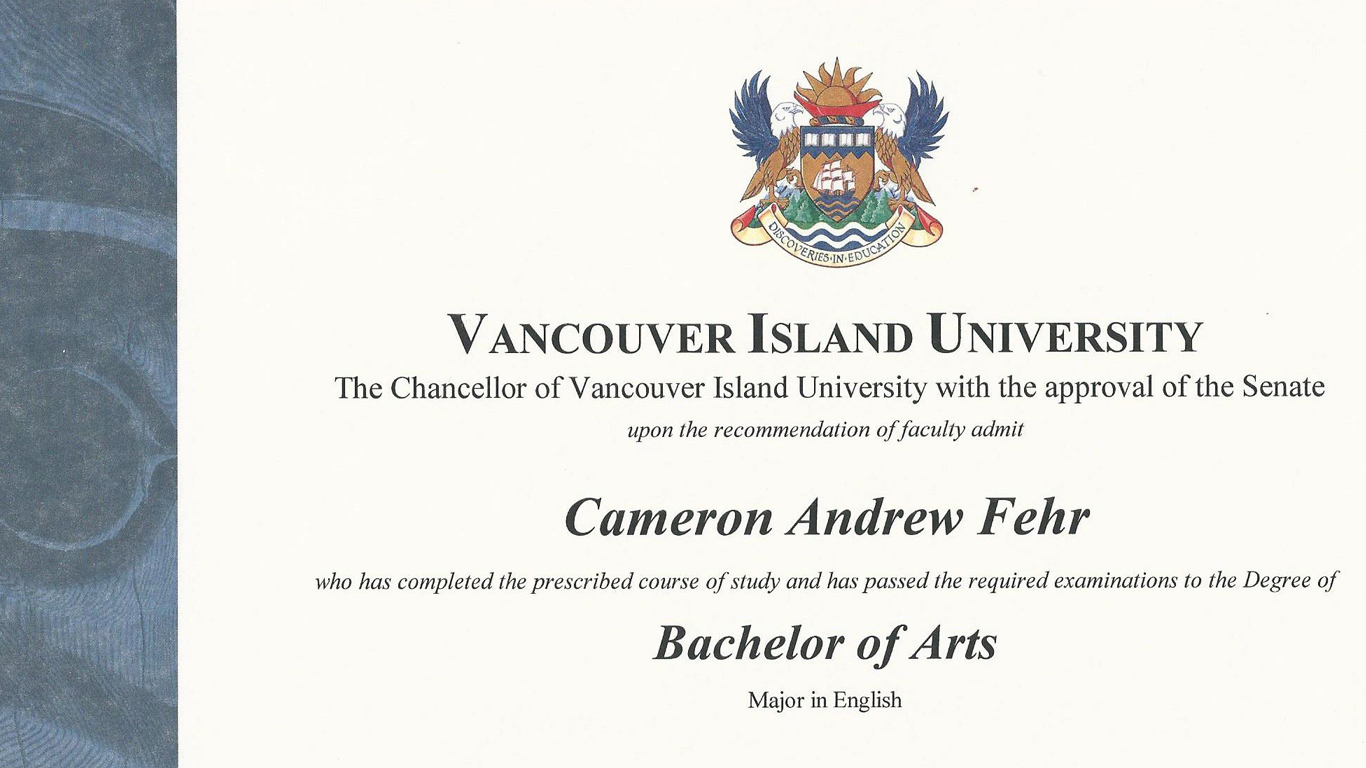 DISCOVERIES·IN·EDUCATION
VANCOUVER ISLAND UNIVERSITY
The Chancellor of Vancouver Island University with the approval of the Senate
upon the recommendation of faculty admit
Cameron Andrew Fehr
who has completed the prescribed course of study and has passed the required examinations to the Degree of
Bachelor of Arts
Major in English